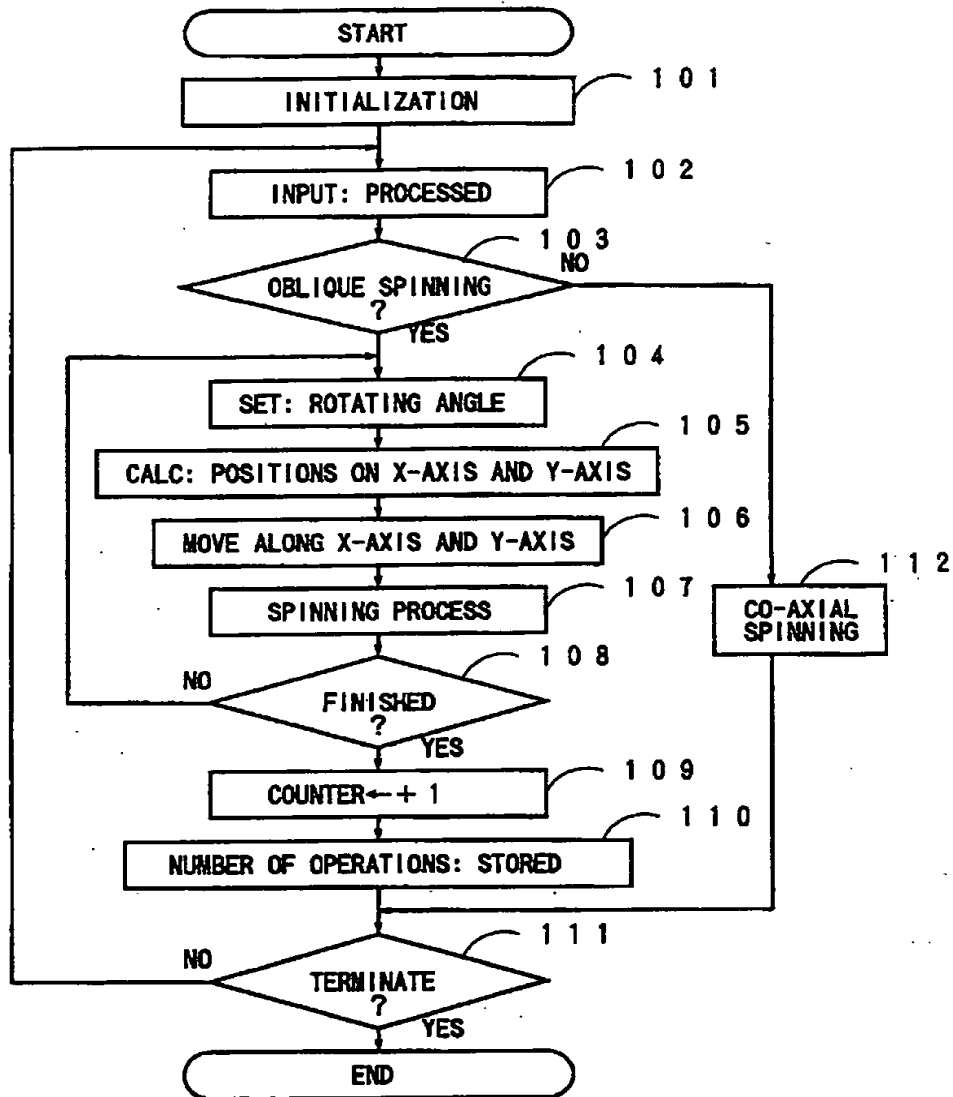 START
INITIALIZATION
101
INPUT: PROCESSED
102
OBLIQUE SPINNING
?
103
NO
YES
SET: ROTATING ANGLE
104
CALC: POSITIONS ON X-AXIS AND Y-AXIS
105
MOVE ALONG X-AXIS AND Y-AXIS
106
SPINNING PROCESS
107
CO-AXIAL
SPINNING
112
FINISHED
?
108
NO
YES
COUNTER←+1
109
NUMBER OF OPERATIONS: STORED
110
TERMINATE
?
111
NO
YES
END